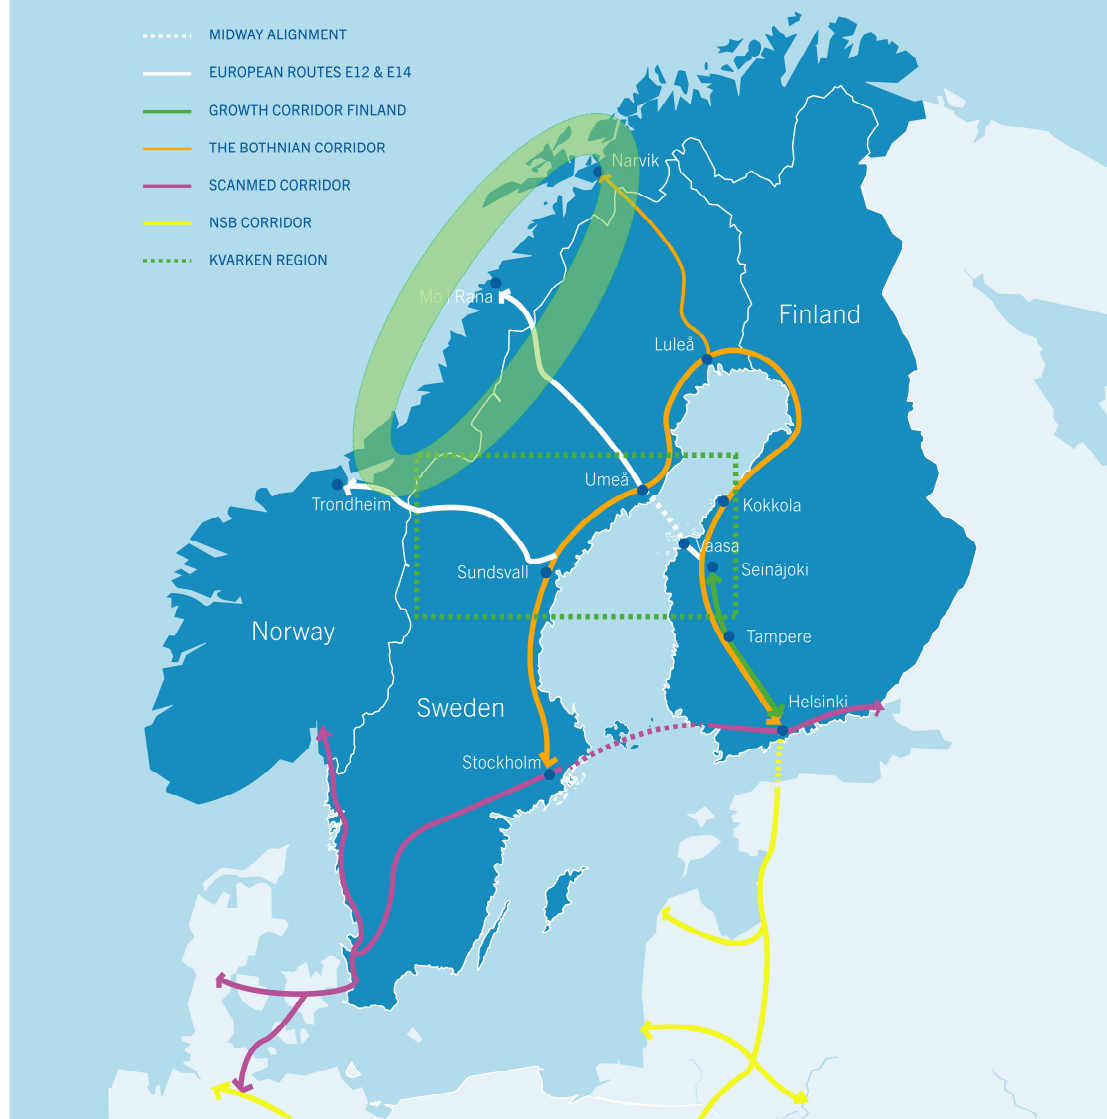 MIDWAY ALIGNMENT
EUROPEAN ROUTES E12 & E14
GROWTH CORRIDOR FINLAND
THE BOTHNIAN CORRIDOR
SCANMED CORRIDOR
NSB CORRIDOR
KVARKEN REGION
Narvik
Mo i Rana
Finland
Luleå
Umeå
Trondheim
Kokkola
Vaasa
Sundsvall
Seinäjoki
Norway
Tampere
Sweden
Helsinki
Stockholm